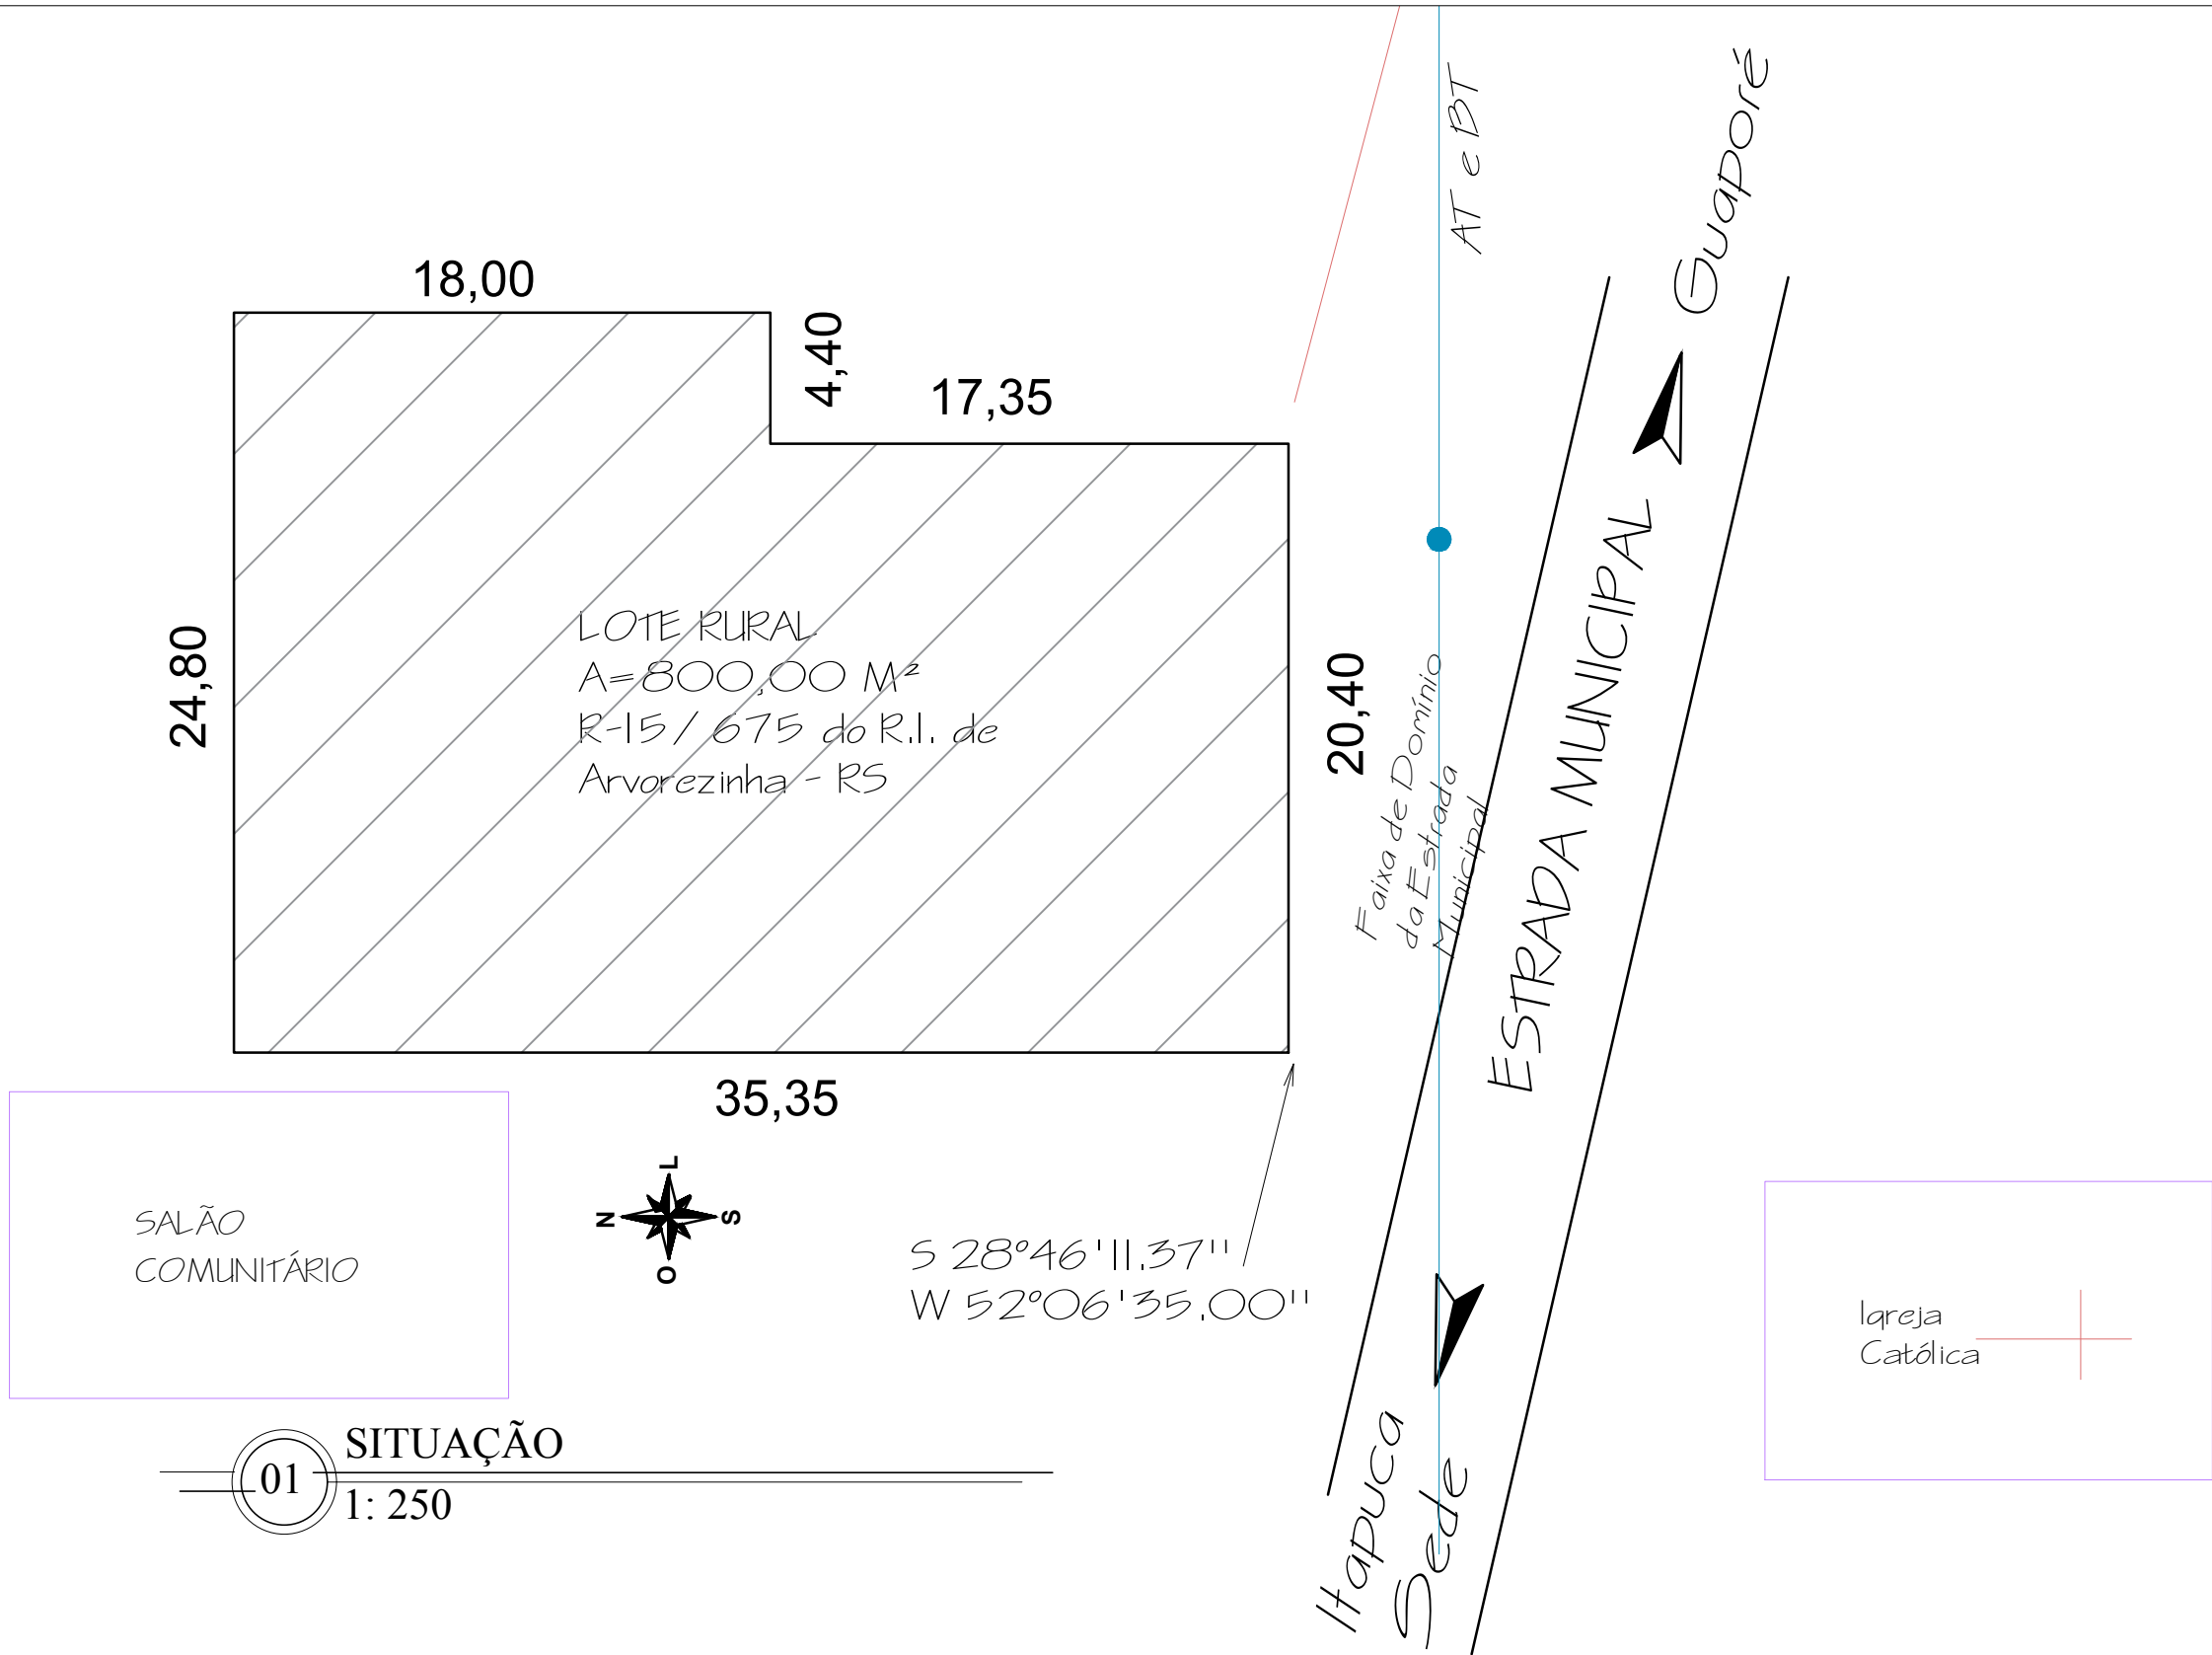 AT e BT
Guaporé
18,00
4,40
17,35
24,80
LOTE RURAL
A=800,00 M²
R-15/ 675 do R.I. de
Arvorezinha - RS
20,40
Faixa de Domínio
da Estrada
Municipal
ESTRADA MUNICIPAL
35,35
L
N
S
O
SALÃO
COMUNITÁRIO
S 28°46'11.37''
W 52°06'35.00''
Igreja
Católica
Itapuca
Sede
01
SITUAÇÃO
1: 250